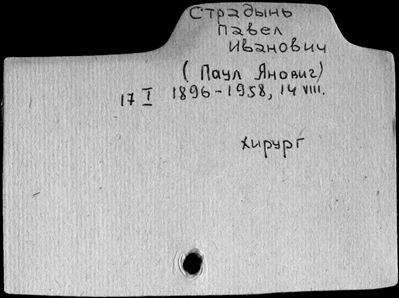 Страдынь
Павел
Иванович
(Паул Янович)
17 I 1896-1958, 14 VIII.
хирург